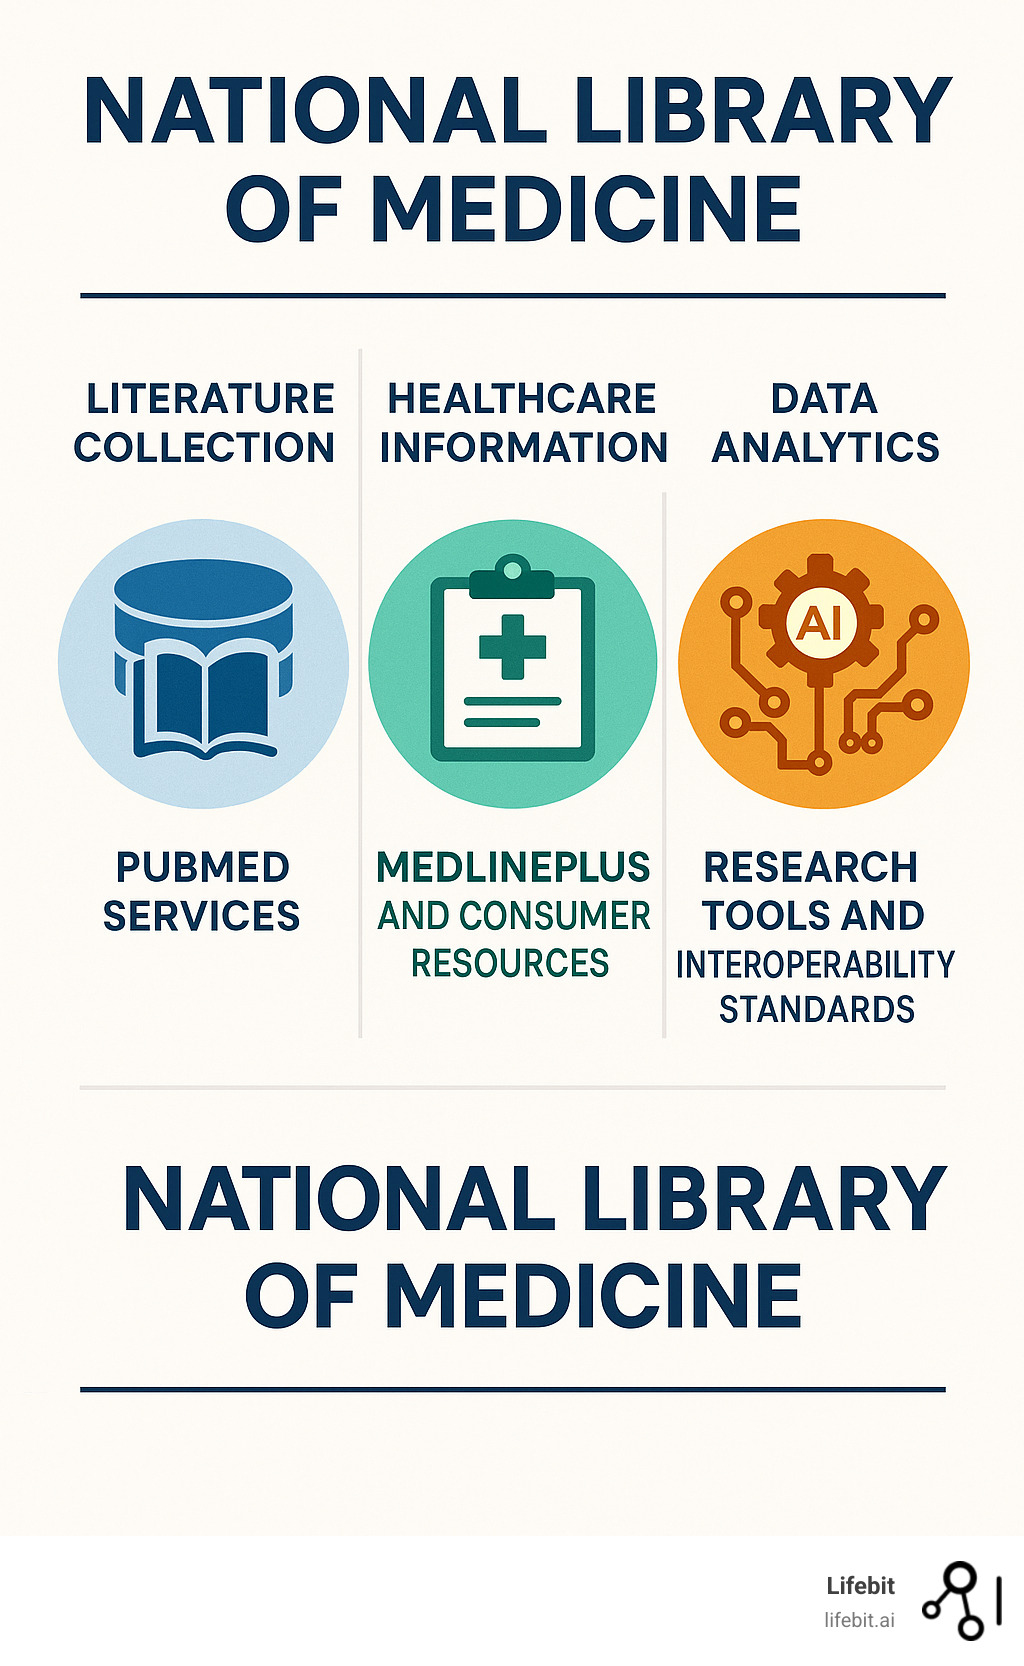 NATIONAL LIBRARY
OF MEDICINE
LITERATURE
COLLECTION
PUBMED
SERVICES
HEALTHCARE
INFORMATION
MEDLINEPLUS
AND CONSUMER
RESOURCES
DATA
ANALYTICS
AI
RESEARCH
TOOLS AND
INTEROPERABILITY
STANDARDS
NATIONAL LIBRARY
OF MEDICINE
Lifebit
lifebit.ai